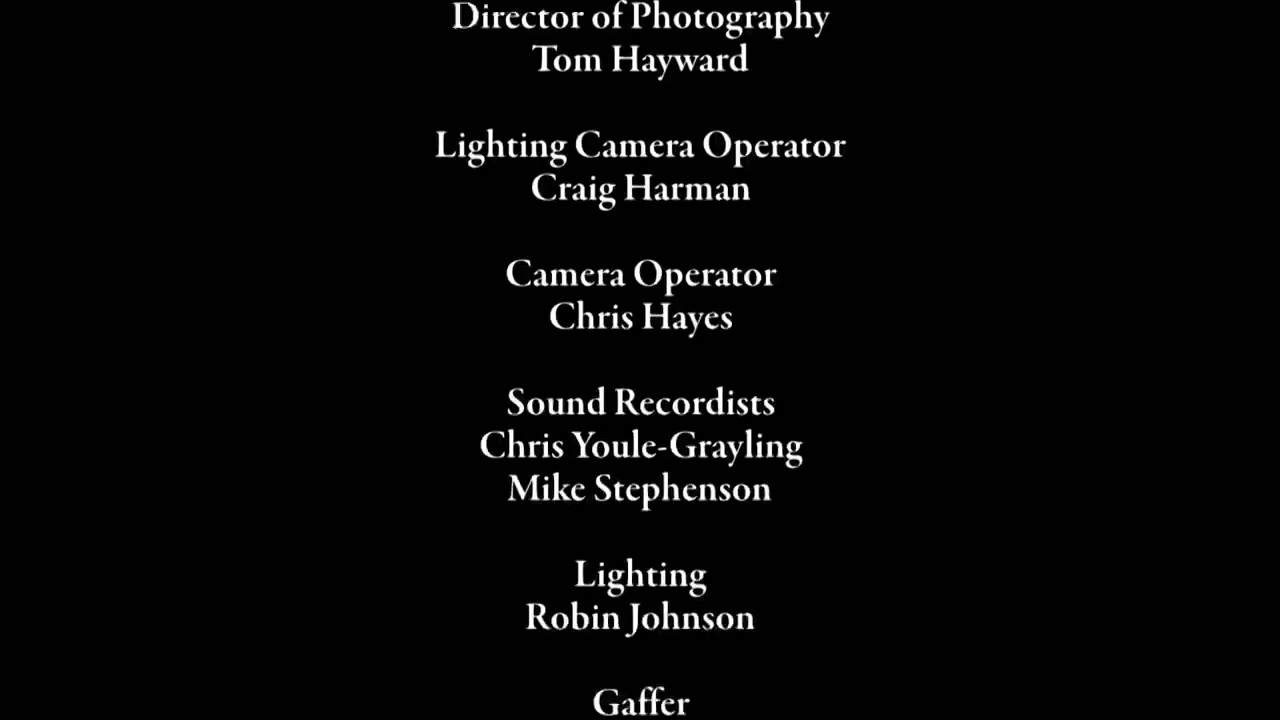 Director of Photography
Tom Hayward
Lighting Camera Operator
Craig Harman
Camera Operator
Chris Hayes
Sound Recordists
Chris Youle-Grayling
Mike Stephenson
Lighting
Robin Johnson
Gaffer